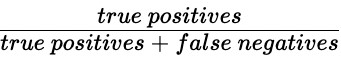 true positives
true positives + false negatives